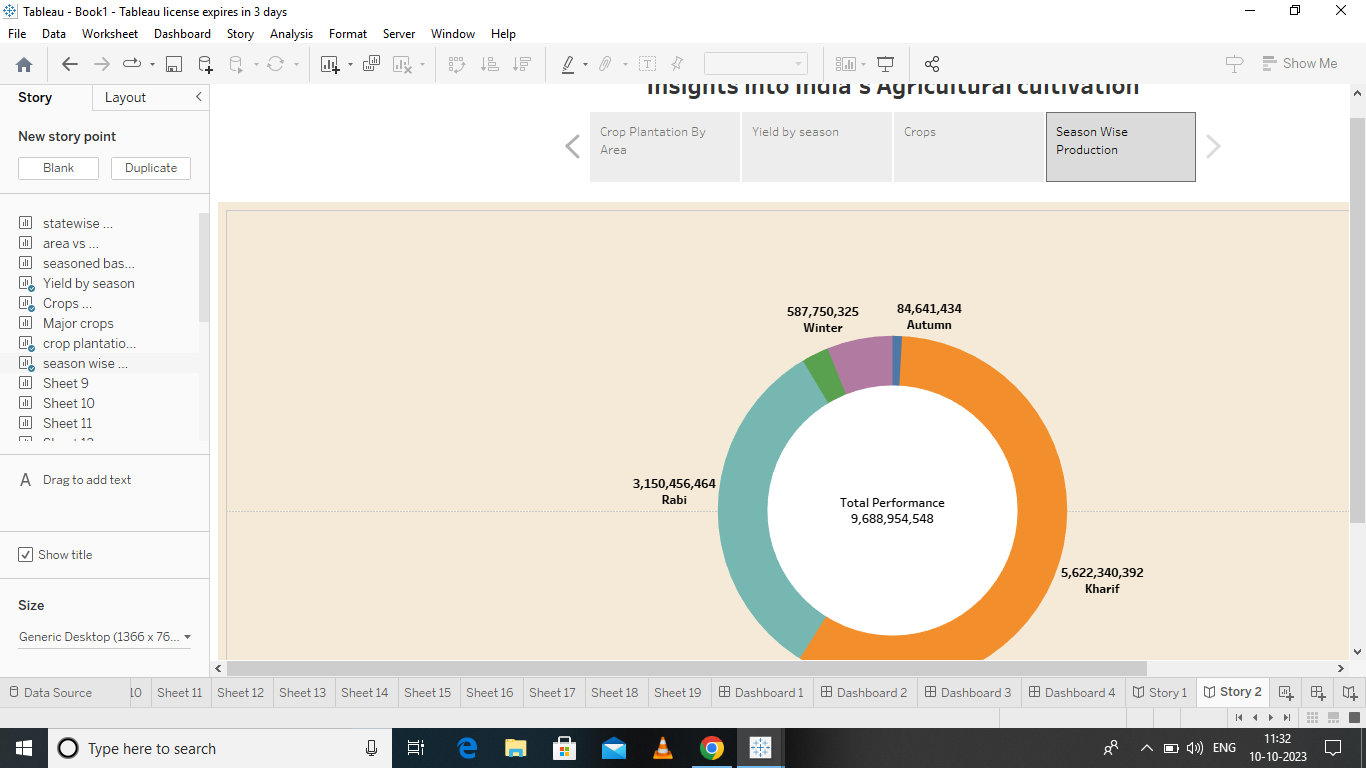 Tableau - Book1 - Tableau license expires in 3 days
File Data Worksheet Dashboard Story Analysis Format Server Window Help
Show Me
Story Layout
New story point
Blank Duplicate
statewise ...
area vs ...
seasoned bas...
Yield by season
Crops ...
Major crops
crop plantatio...
season wise ...
Sheet 9
Sheet 10
Sheet 11
A Drag to add text
Show title
Size
Generic Desktop (1366 x 76...
Insights into India's Agricultural cultivation
Crop Plantation By
Area
Yield by season
Crops
Season Wise
Production
587,750,325
Winter
84,641,434
Autumn
3,150,456,464
Rabi
Total Performance
9,688,954,548
5,622,340,392
Kharif
Data Source 10 Sheet 11 Sheet 12 Sheet 13 Sheet 14 Sheet 15 Sheet 16 Sheet 17 Sheet 18 Sheet 19 Dashboard 1 Dashboard 2 Dashboard 3 Dashboard 4 Story 1 Story 2
Type here to search
ENG
11:32
10-10-2023